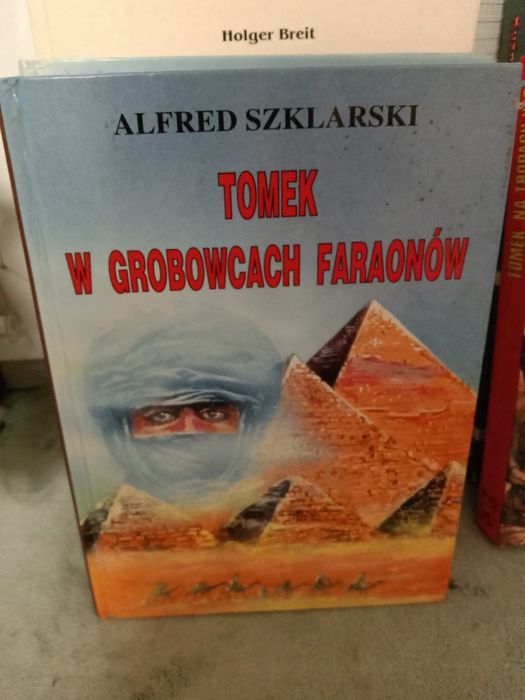 Holger Breit
ALFRED SZKLARSKI
TOMEK
W GROBOWCACH FARAONÓW
TOMEK NA